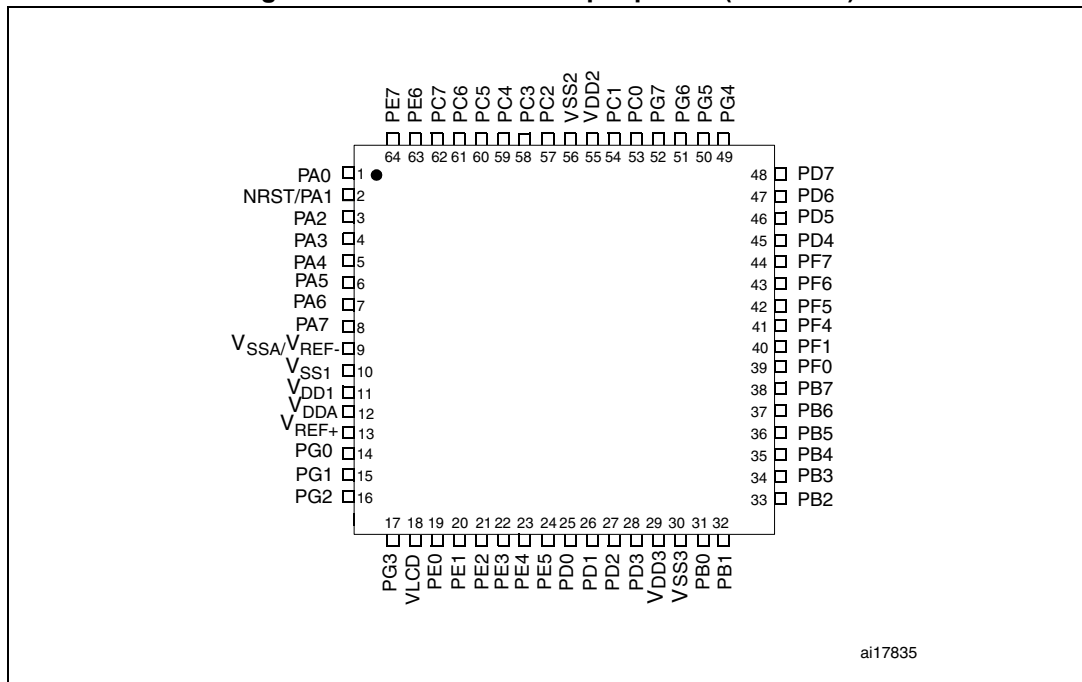 PE7 PE6 PC7 PC6 PC5 PC4 PC3 PC2 VSS2 VDD2 PC1 PC0 PG7 PG6 PG5 PG4
64 63 62 61 60 59 58 57 56 55 54 53 52 51 50 49
PA0 1
NRST/PA1 2
PA2 3
PA3 4
PA4 5
PA5 6
PA6 7
PA7 8
VSSA/VREF- 9
VSS1 10
VDD1 11
VDDA 12
VREF+ 13
PG0 14
PG1 15
PG2 16
48 PD7
47 PD6
46 PD5
45 PD4
44 PF7
43 PF6
42 PF5
41 PF4
40 PF1
39 PF0
38 PB7
37 PB6
36 PB5
35 PB4
34 PB3
33 PB2
17 18 19 20 21 22 23 24 25 26 27 28 29 30 31 32
PG3 VLCD PE0 PE1 PE2 PE3 PE4 PE5 PD0 PD1 PD2 PD3 VDD3 VSS3 PB0 PB1
ai17835